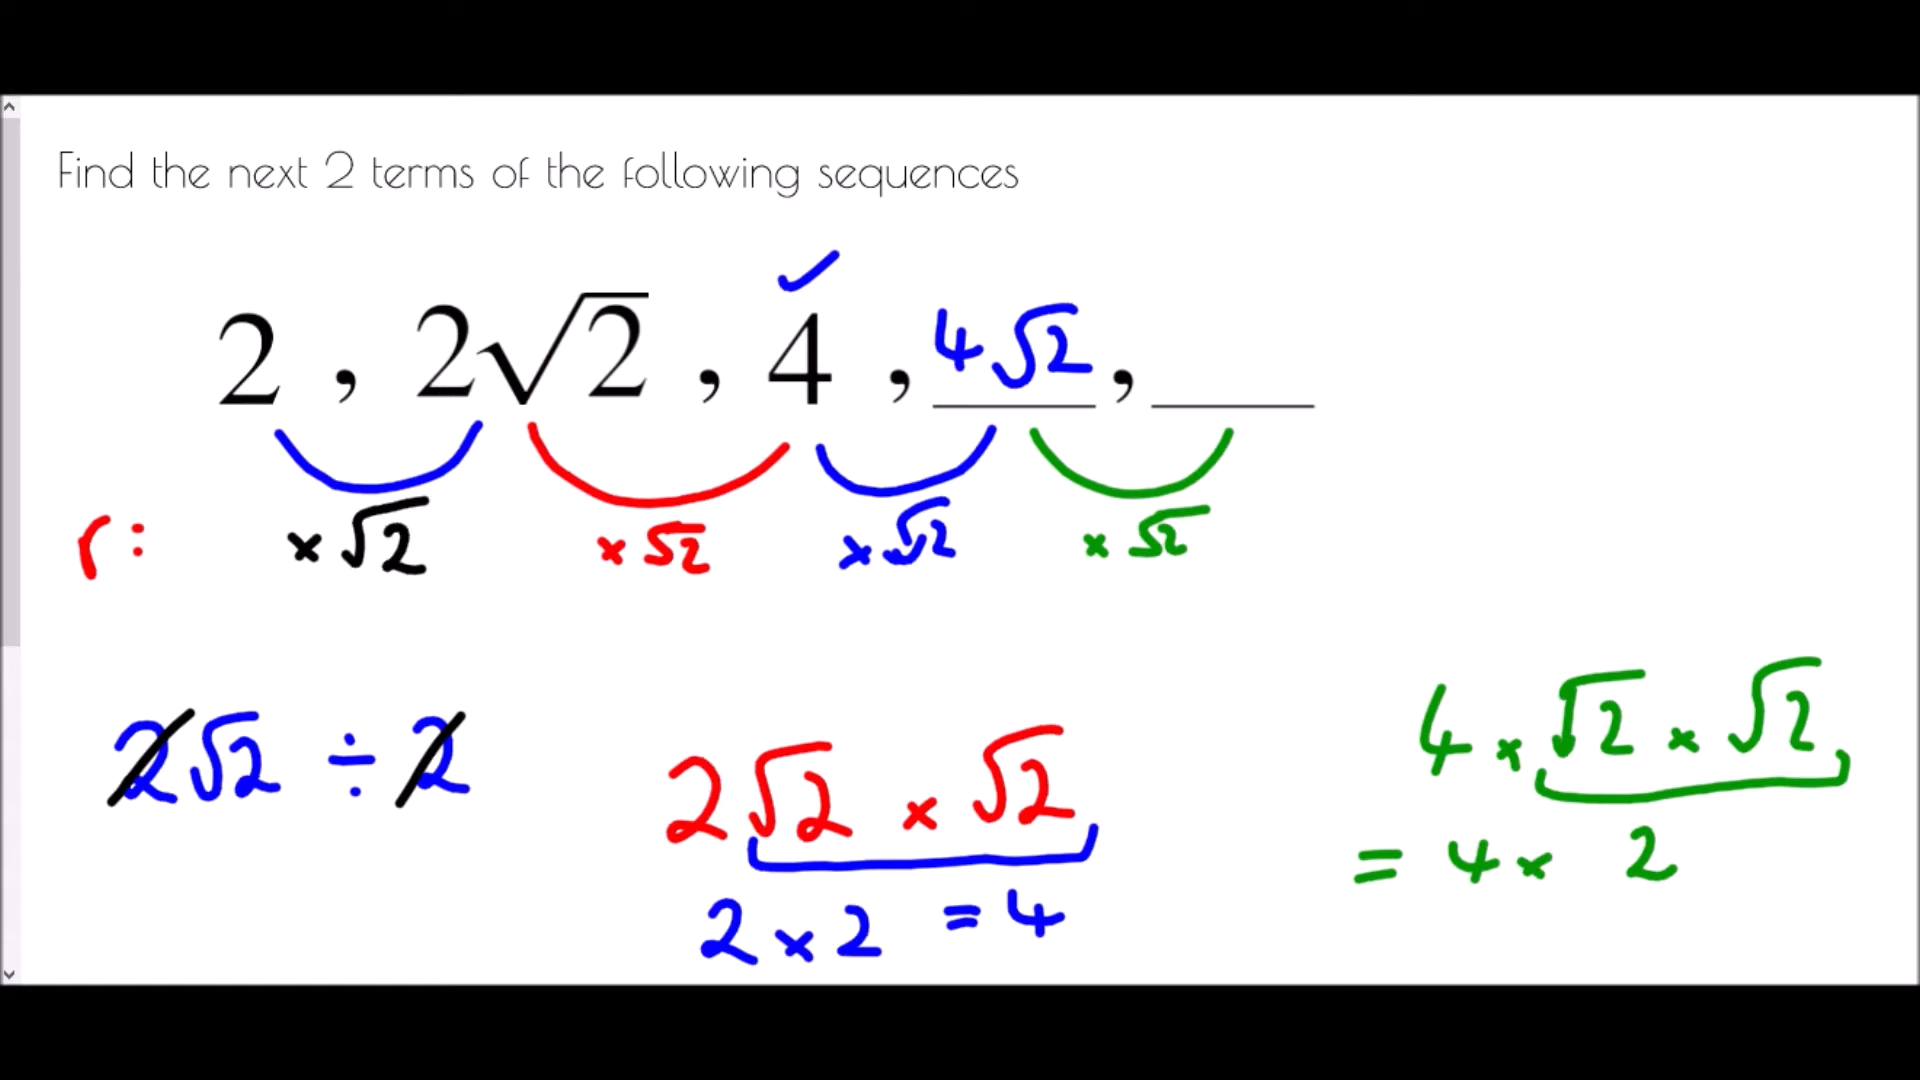 Find the next 2 terms of the following sequences
2 , 2√2 , 4 , 4√2 , ____
r : ×√2 ×√2 ×√2 ×√2
2√2 ÷ 2
2√2 × √2
2 × 2 = 4
4 × √2 × √2
= 4 × 2